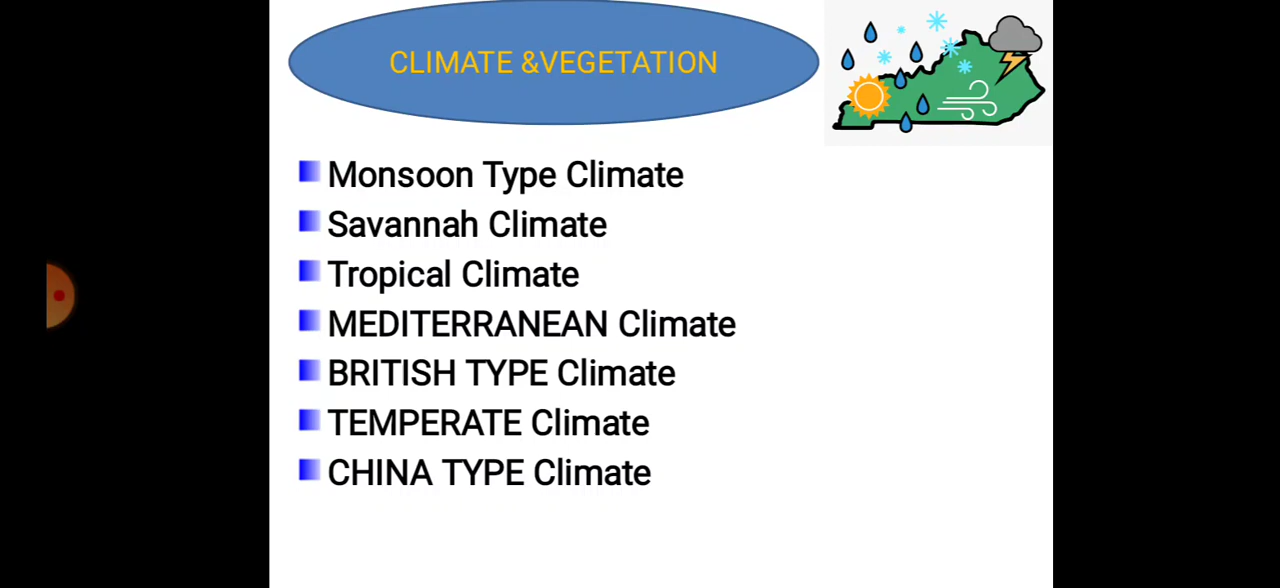 CLIMATE &VEGETATION
Monsoon Type Climate
Savannah Climate
Tropical Climate
MEDITERRANEAN Climate
BRITISH TYPE Climate
TEMPERATE Climate
CHINA TYPE Climate